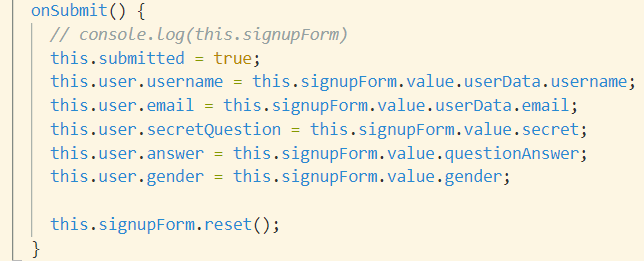 onSubmit() {
// console.log(this.signupForm)
this.submitted = true;
this.user.username = this.signupForm.value.userData.username;
this.user.email = this.signupForm.value.userData.email;
this.user.secretQuestion = this.signupForm.value.secret;
this.user.answer = this.signupForm.value.questionAnswer;
this.user.gender = this.signupForm.value.gender;
this.signupForm.reset();
}